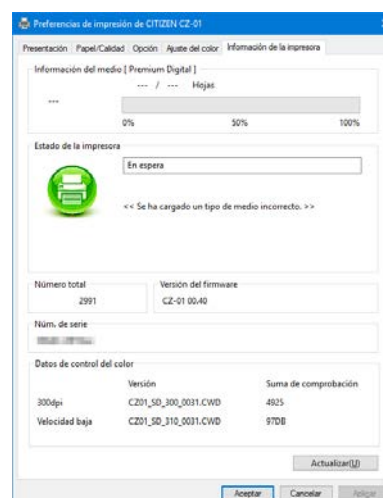 Preferencias de impresión de CITIZEN CZ-01
Presentación Papel/Calidad Opción Ajuste del color Información de la impresora
Información del medio [ Premium Digital ]
--- / --- Hojas
---
0% 50% 100%
Estado de la impresora
En espera
<< Se ha cargado un tipo de medio incorrecto. >>
Número total Versión del firmware
2991 CZ-01 00.40
Núm. de serie
Datos de control del color
Versión Suma de comprobación
300dpi CZ01_SD_300_0031.CWD 4925
Velocidad baja CZ01_SD_310_0031.CWD 97DB
Actualizar(U)
Aceptar Cancelar Aplicar